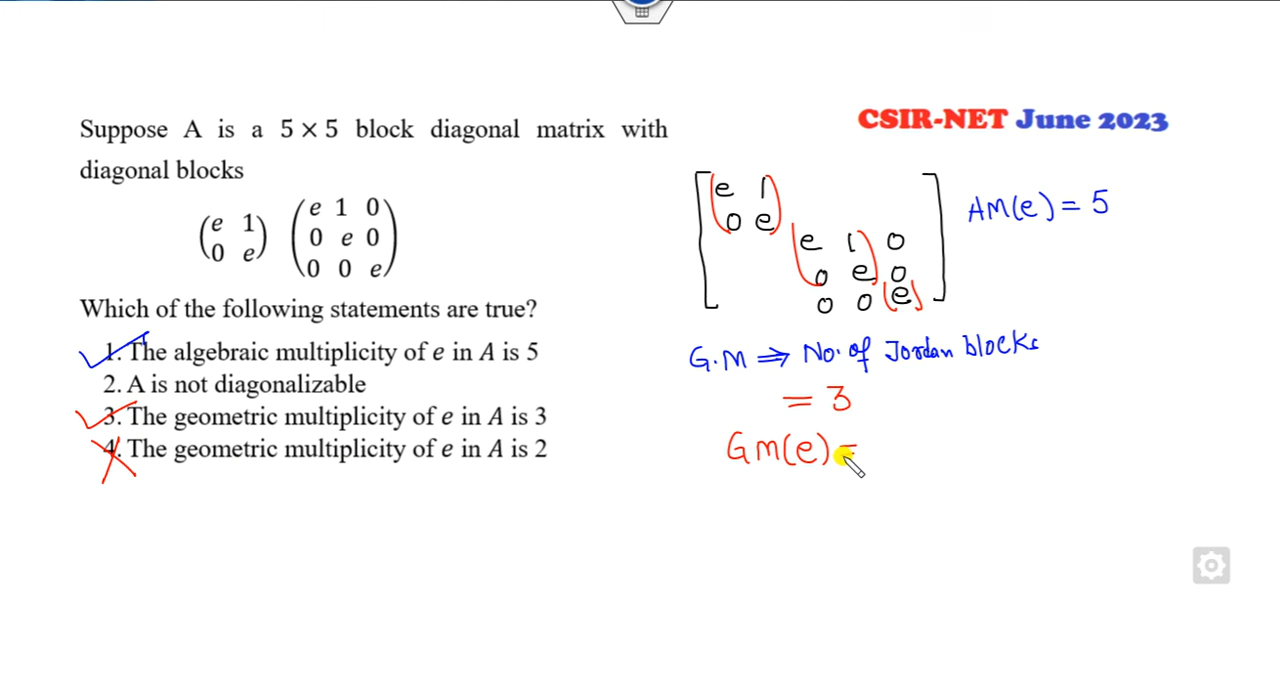 Suppose A is a 5 × 5 block diagonal matrix with
diagonal blocks
(e 1
0 e) (e 1 0
0 e 0
0 0 e)
Which of the following statements are true?
1. The algebraic multiplicity of e in A is 5
2. A is not diagonalizable
3. The geometric multiplicity of e in A is 3
4. The geometric multiplicity of e in A is 2
CSIR-NET June 2023
e 1
0 e
e 1 0
0 e 0
0 0 (e)
AM(e) = 5
G.M ⇒ No. of Jordan blocks
= 3
GM(e) =